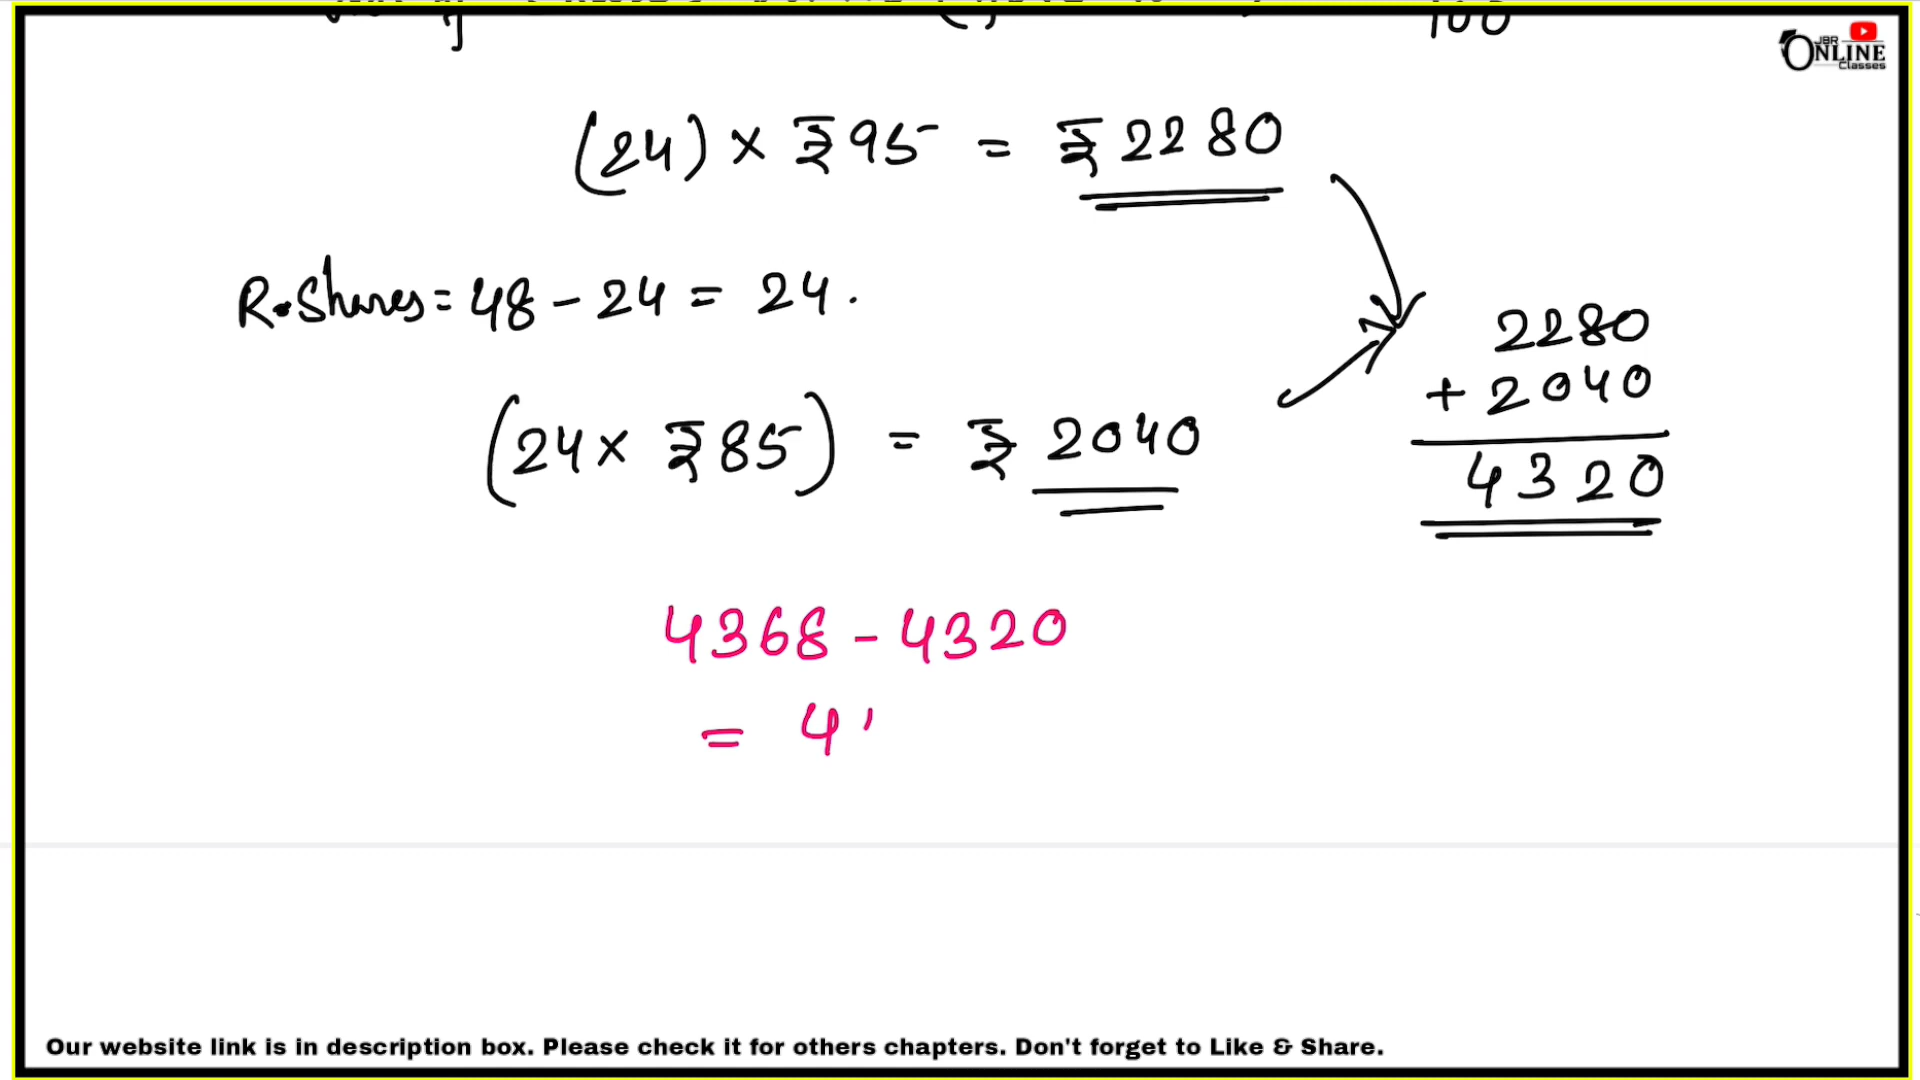 100
JBR
ONLINE
Classes
(24) × ₹95 = ₹2280
R.Shares = 48 - 24 = 24.
2280
+ 2040
4320
(24 × ₹85) = ₹ 2040
4368 - 4320
= 4
Our website link is in description box. Please check it for others chapters. Don't forget to Like & Share.